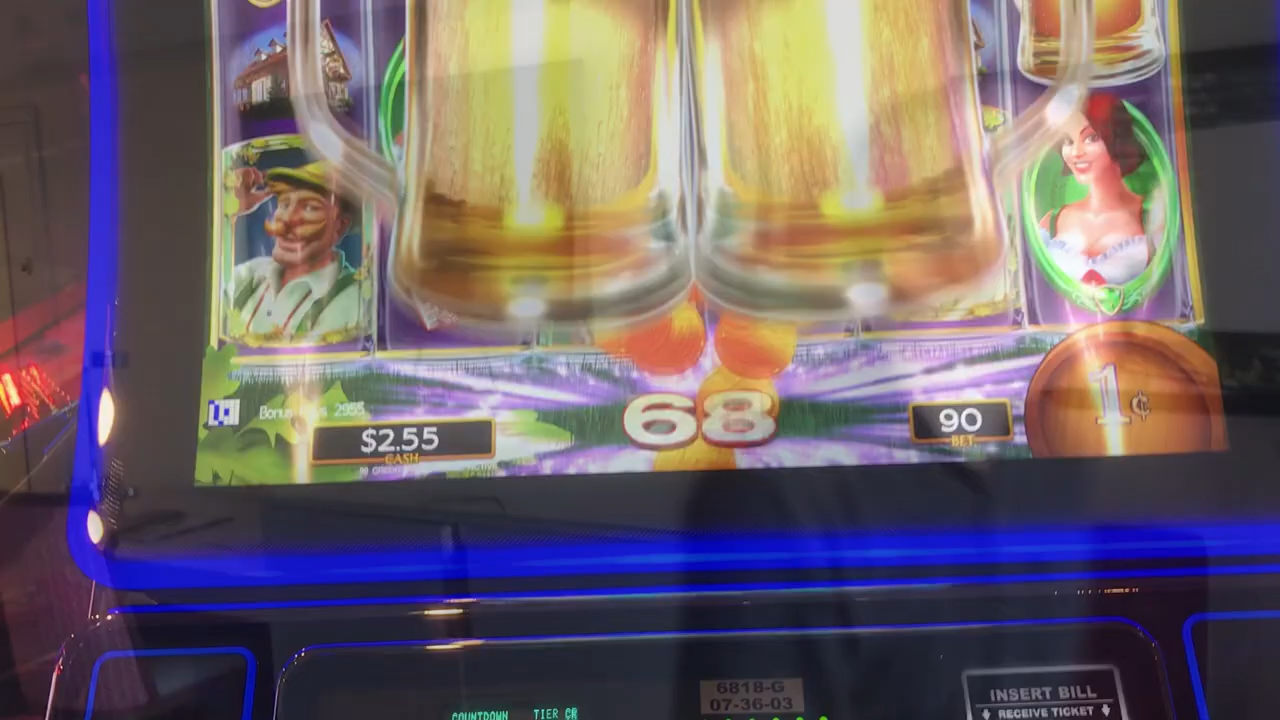 Bonus 2955
$2.55
CASH
68
90
BET
1¢
6818-G
07-36-03
COUNTDOWN TIER CR
INSERT BILL
RECEIVE TICKET